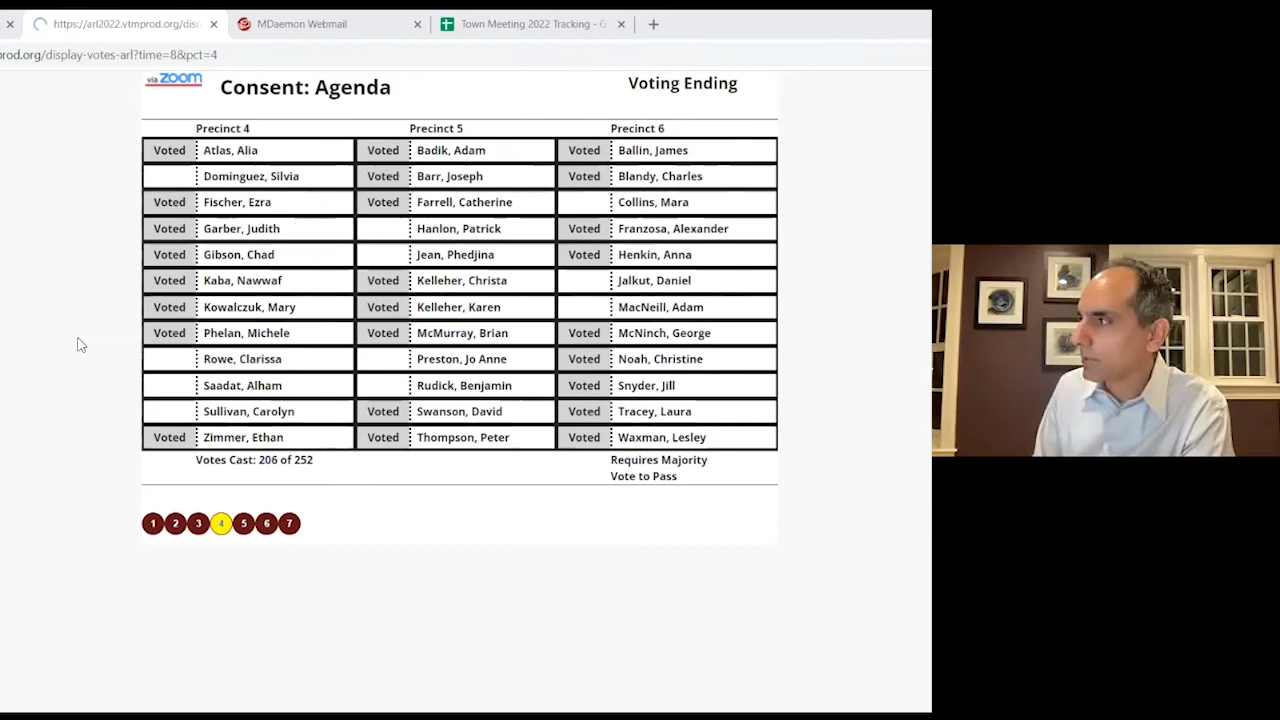 https://arl2022.vtmprod.org/disp
MDaemon Webmail
Town Meeting 2022 Tracking - G
prod.org/display-votes-arl?time=8&pct=4
via zoom
Consent: Agenda
Voting Ending
Precinct 4 Precinct 5 Precinct 6
Voted Atlas, Alia Voted Badik, Adam Voted Ballin, James
Dominguez, Silvia Voted Barr, Joseph Voted Blandy, Charles
Voted Fischer, Ezra Voted Farrell, Catherine Collins, Mara
Voted Garber, Judith Hanlon, Patrick Voted Franzosa, Alexander
Voted Gibson, Chad Jean, Phedjina Voted Henkin, Anna
Voted Kaba, Nawwaf Voted Kelleher, Christa Jalkut, Daniel
Voted Kowalczuk, Mary Voted Kelleher, Karen MacNeill, Adam
Voted Phelan, Michele Voted McMurray, Brian Voted McNinch, George
Rowe, Clarissa Preston, Jo Anne Voted Noah, Christine
Saadat, Alham Rudick, Benjamin Voted Snyder, Jill
Sullivan, Carolyn Voted Swanson, David Voted Tracey, Laura
Voted Zimmer, Ethan Voted Thompson, Peter Voted Waxman, Lesley
Votes Cast: 206 of 252 Requires Majority
Vote to Pass
1 2 3 4 5 6 7